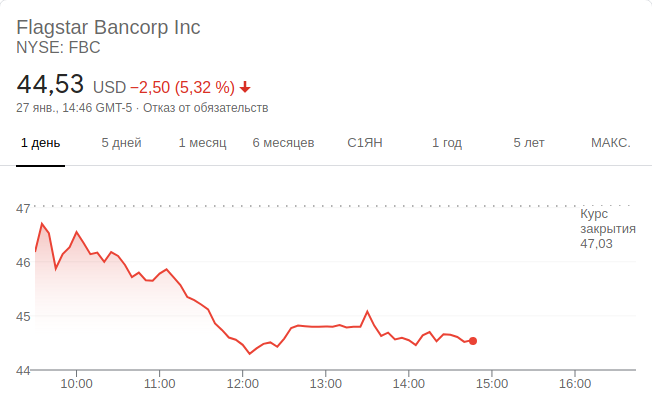 Flagstar Bancorp Inc
NYSE: FBC
44,53 USD −2,50 (5,32 %)
27 янв., 14:46 GMT-5 · Отказ от обязательств
1 день 5 дней 1 месяц 6 месяцев С1ЯН 1 год 5 лет МАКС.
47
Курс
закрытия
47,03
46
45
44
10:00 11:00 12:00 13:00 14:00 15:00 16:00